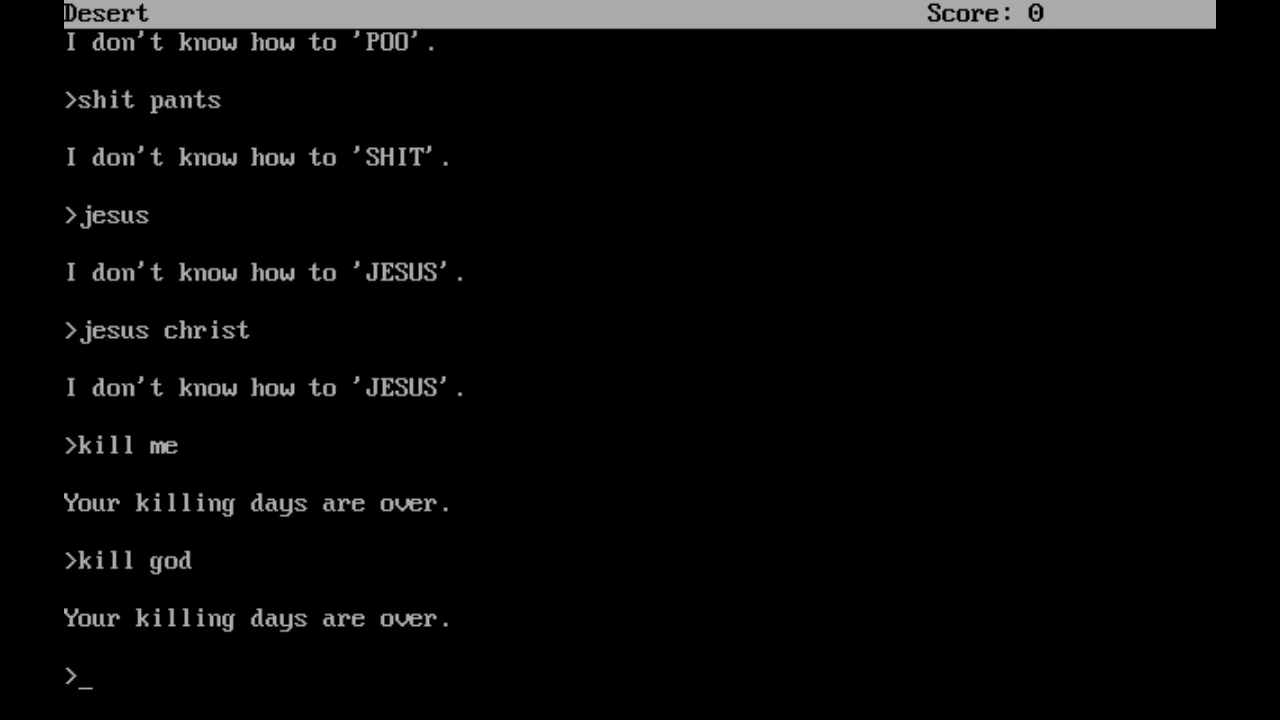 Desert Score: 0
I don't know how to 'POO'.
>shit pants
I don't know how to 'SHIT'.
>jesus
I don't know how to 'JESUS'.
>jesus christ
I don't know how to 'JESUS'.
>kill me
Your killing days are over.
>kill god
Your killing days are over.
>_